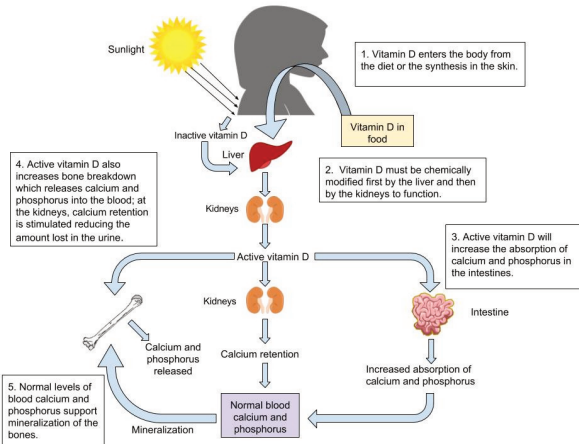 Sunlight
1. Vitamin D enters the body from
the diet or the synthesis in the skin.
Vitamin D in
food
Inactive vitamin D
Liver
4. Active vitamin D also
increases bone breakdown
which releases calcium and
phosphorus into the blood; at
the kidneys, calcium retention
is stimulated reducing the
amount lost in the urine.
2. Vitamin D must be chemically
modified first by the liver and then
by the kidneys to function.
Kidneys
3. Active vitamin D will
increase the absorption of
calcium and phosphorus in
the intestines.
Active vitamin D
Kidneys
Intestine
Calcium and
phosphorus
released
Calcium retention
Increased absorption of
calcium and phosphorus
5. Normal levels of
blood calcium and
phosphorus support
mineralization of the
bones.
Mineralization
Normal blood
calcium and
phosphorus